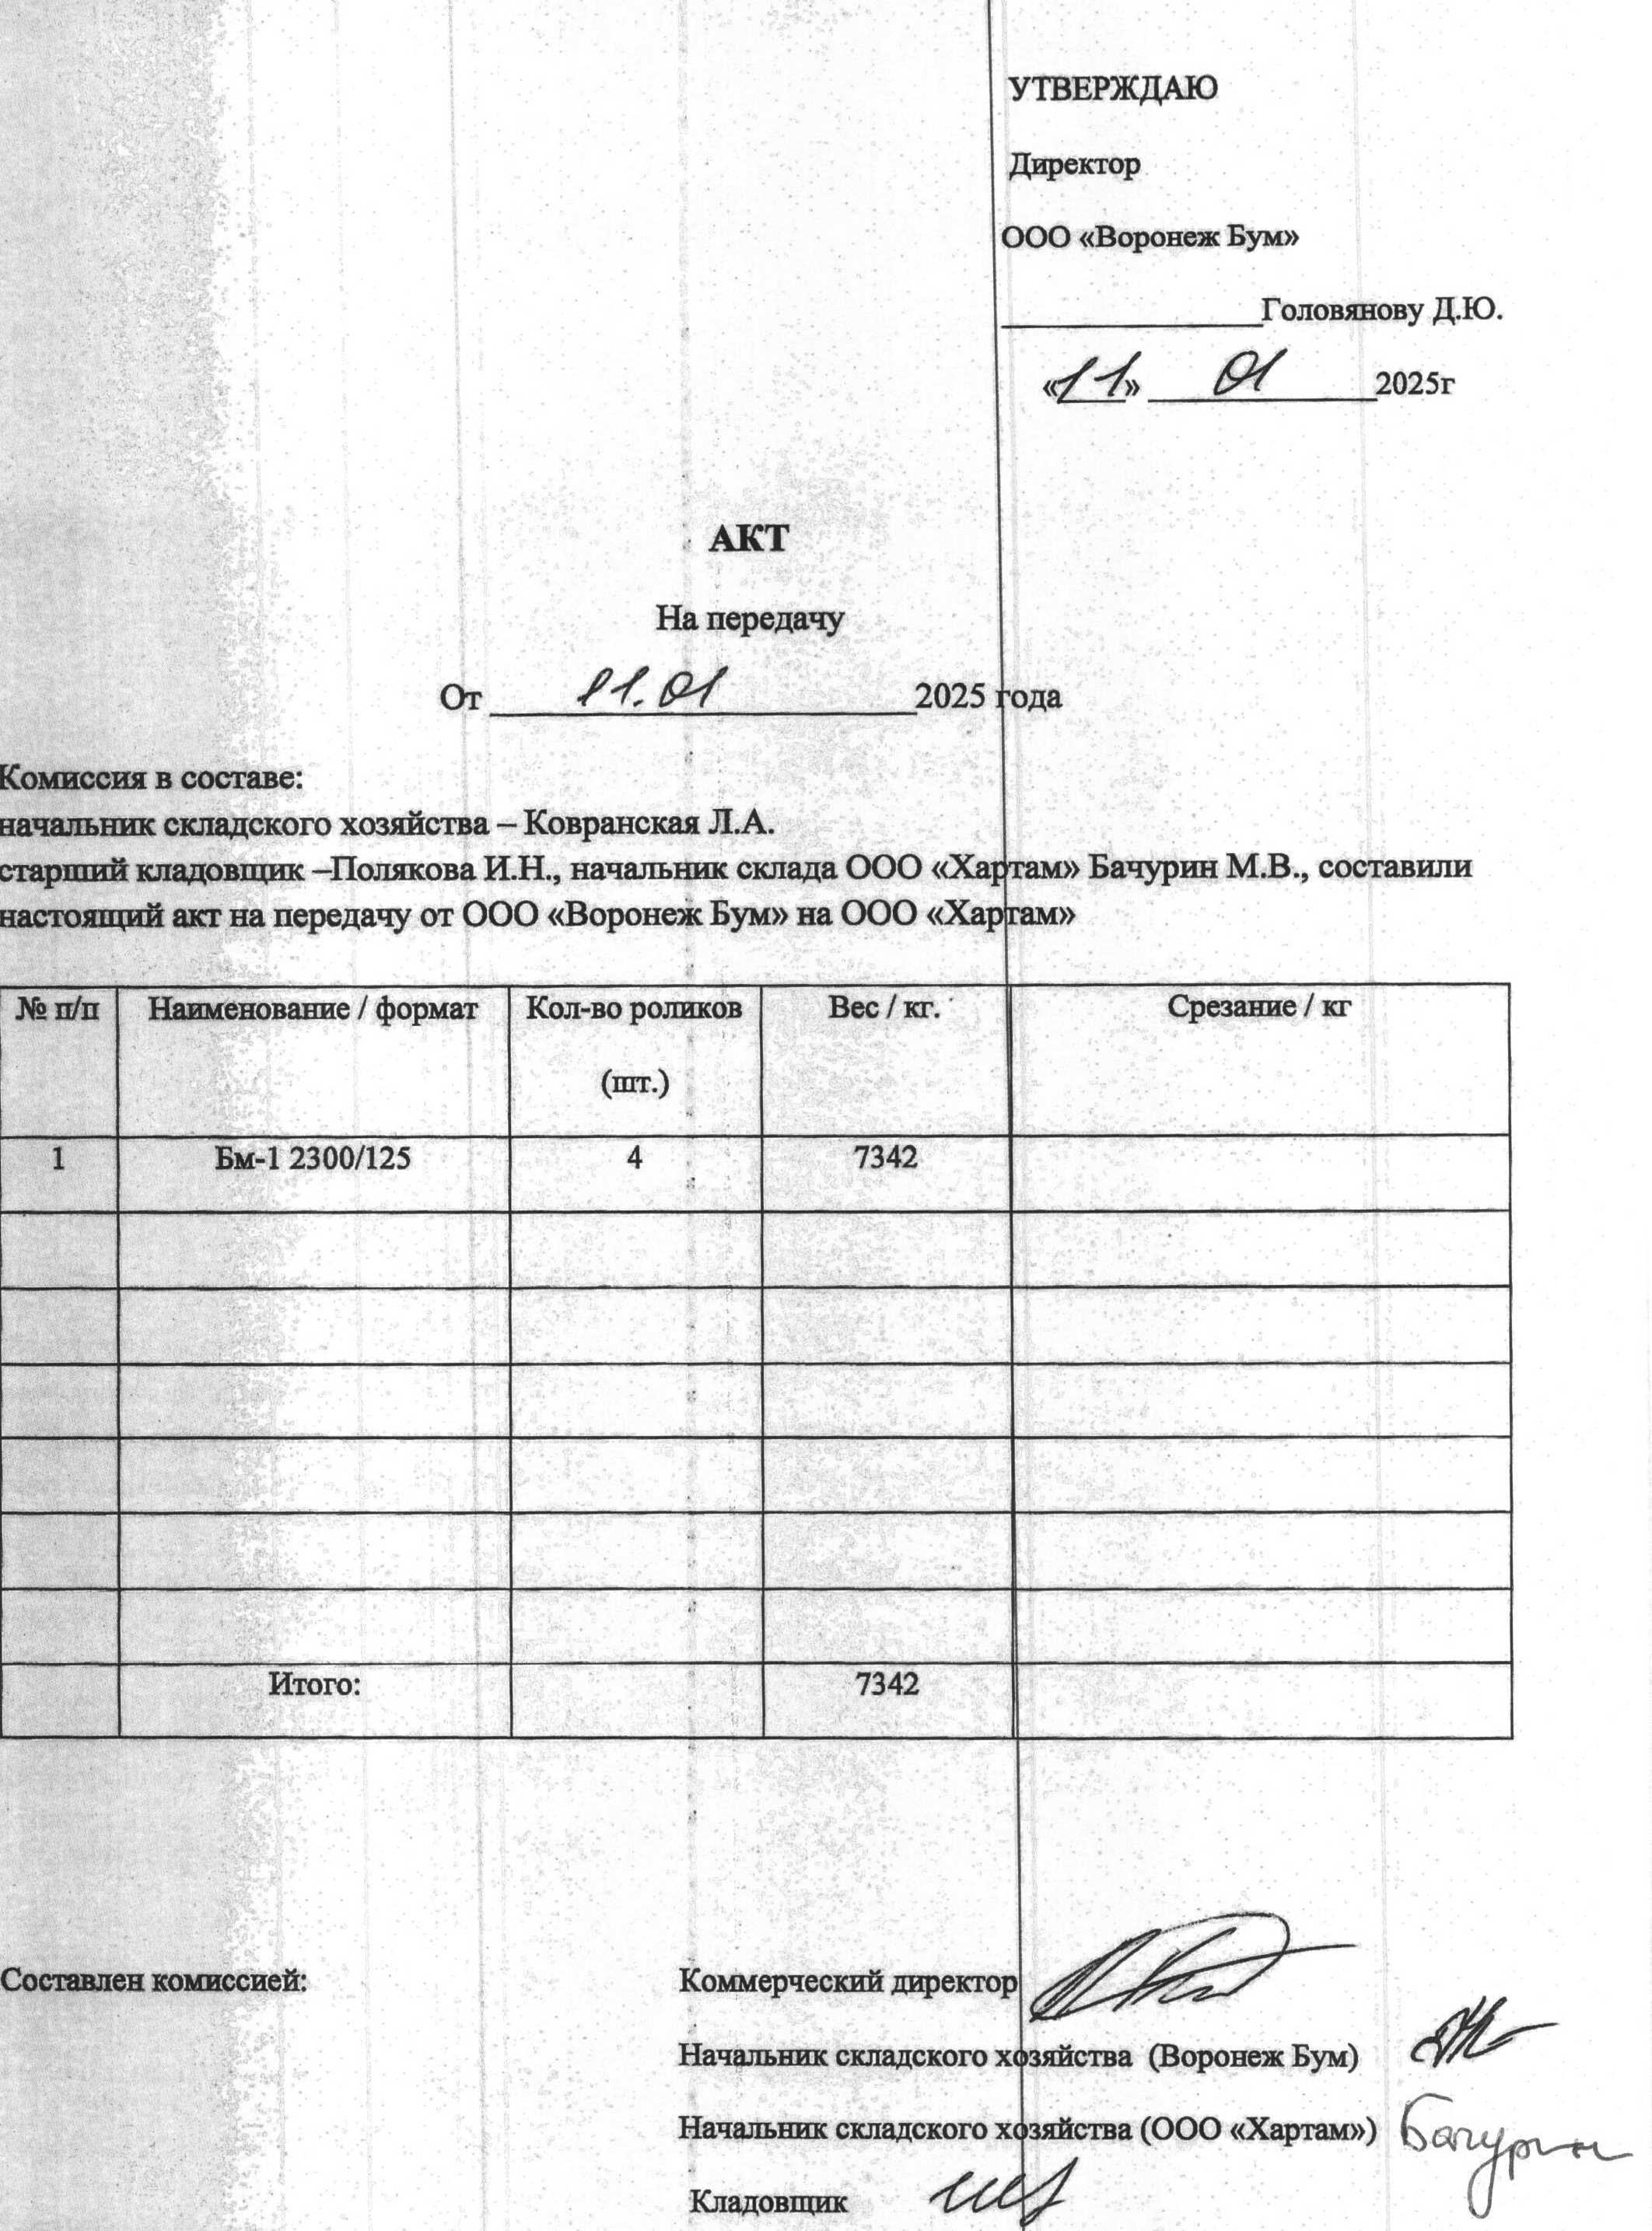 УТВЕРЖДАЮ
Директор
ООО «Воронеж Бум»
Головянову Д.Ю.
«11» 01 2025г
АКТ
На передачу
От 11.01 2025 года
Комиссия в составе:
начальник складского хозяйства – Ковранская Л.А.
старший кладовщик –Полякова И.Н., начальник склада ООО «Хартам» Бачурин М.В., составили
настоящий акт на передачу от ООО «Воронеж Бум» на ООО «Хартам»
№ п/п Наименование / формат Кол-во роликов (шт.) Вес / кг. Срезание / кг
1 Бм-1 2300/125 4 7342
Итого: 7342
Составлен комиссией: Коммерческий директор
Начальник складского хозяйства (Воронеж Бум)
Начальник складского хозяйства (ООО «Хартам») Бачурин
Кладовщик